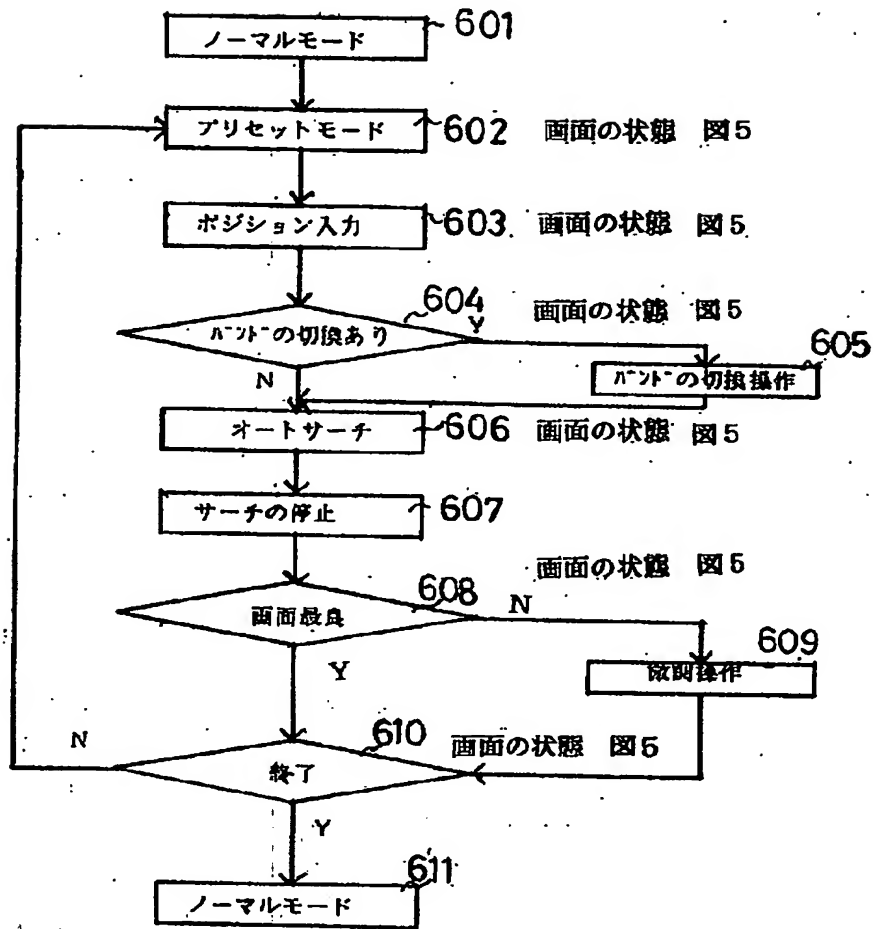 ノーマルモード 601
プリセットモード 602 画面の状態 図5
ポジション入力 603 画面の状態 図5
604 画面の状態 図5
バンドの切換あり Y
605
N バンドの切換操作
オートサーチ 606 画面の状態 図5
サーチの停止 607
画面の状態 図5
608 N
画面最良
609
Y 微調操作
N 610 画面の状態 図5
終了
Y
611
ノーマルモード